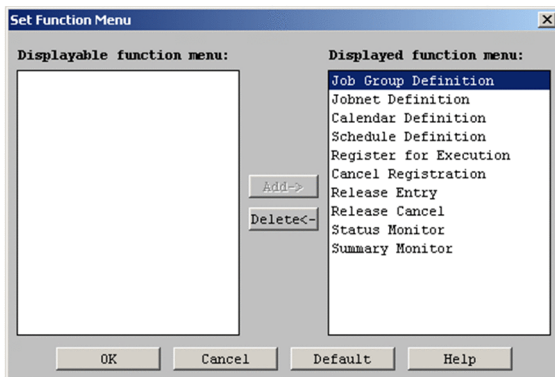 Set Function Menu
Displayable function menu:
Displayed function menu:
Job Group Definition
Jobnet Definition
Calendar Definition
Schedule Definition
Register for Execution
Cancel Registration
Release Entry
Release Cancel
Status Monitor
Summary Monitor
Add->
Delete<-
OK
Cancel
Default
Help